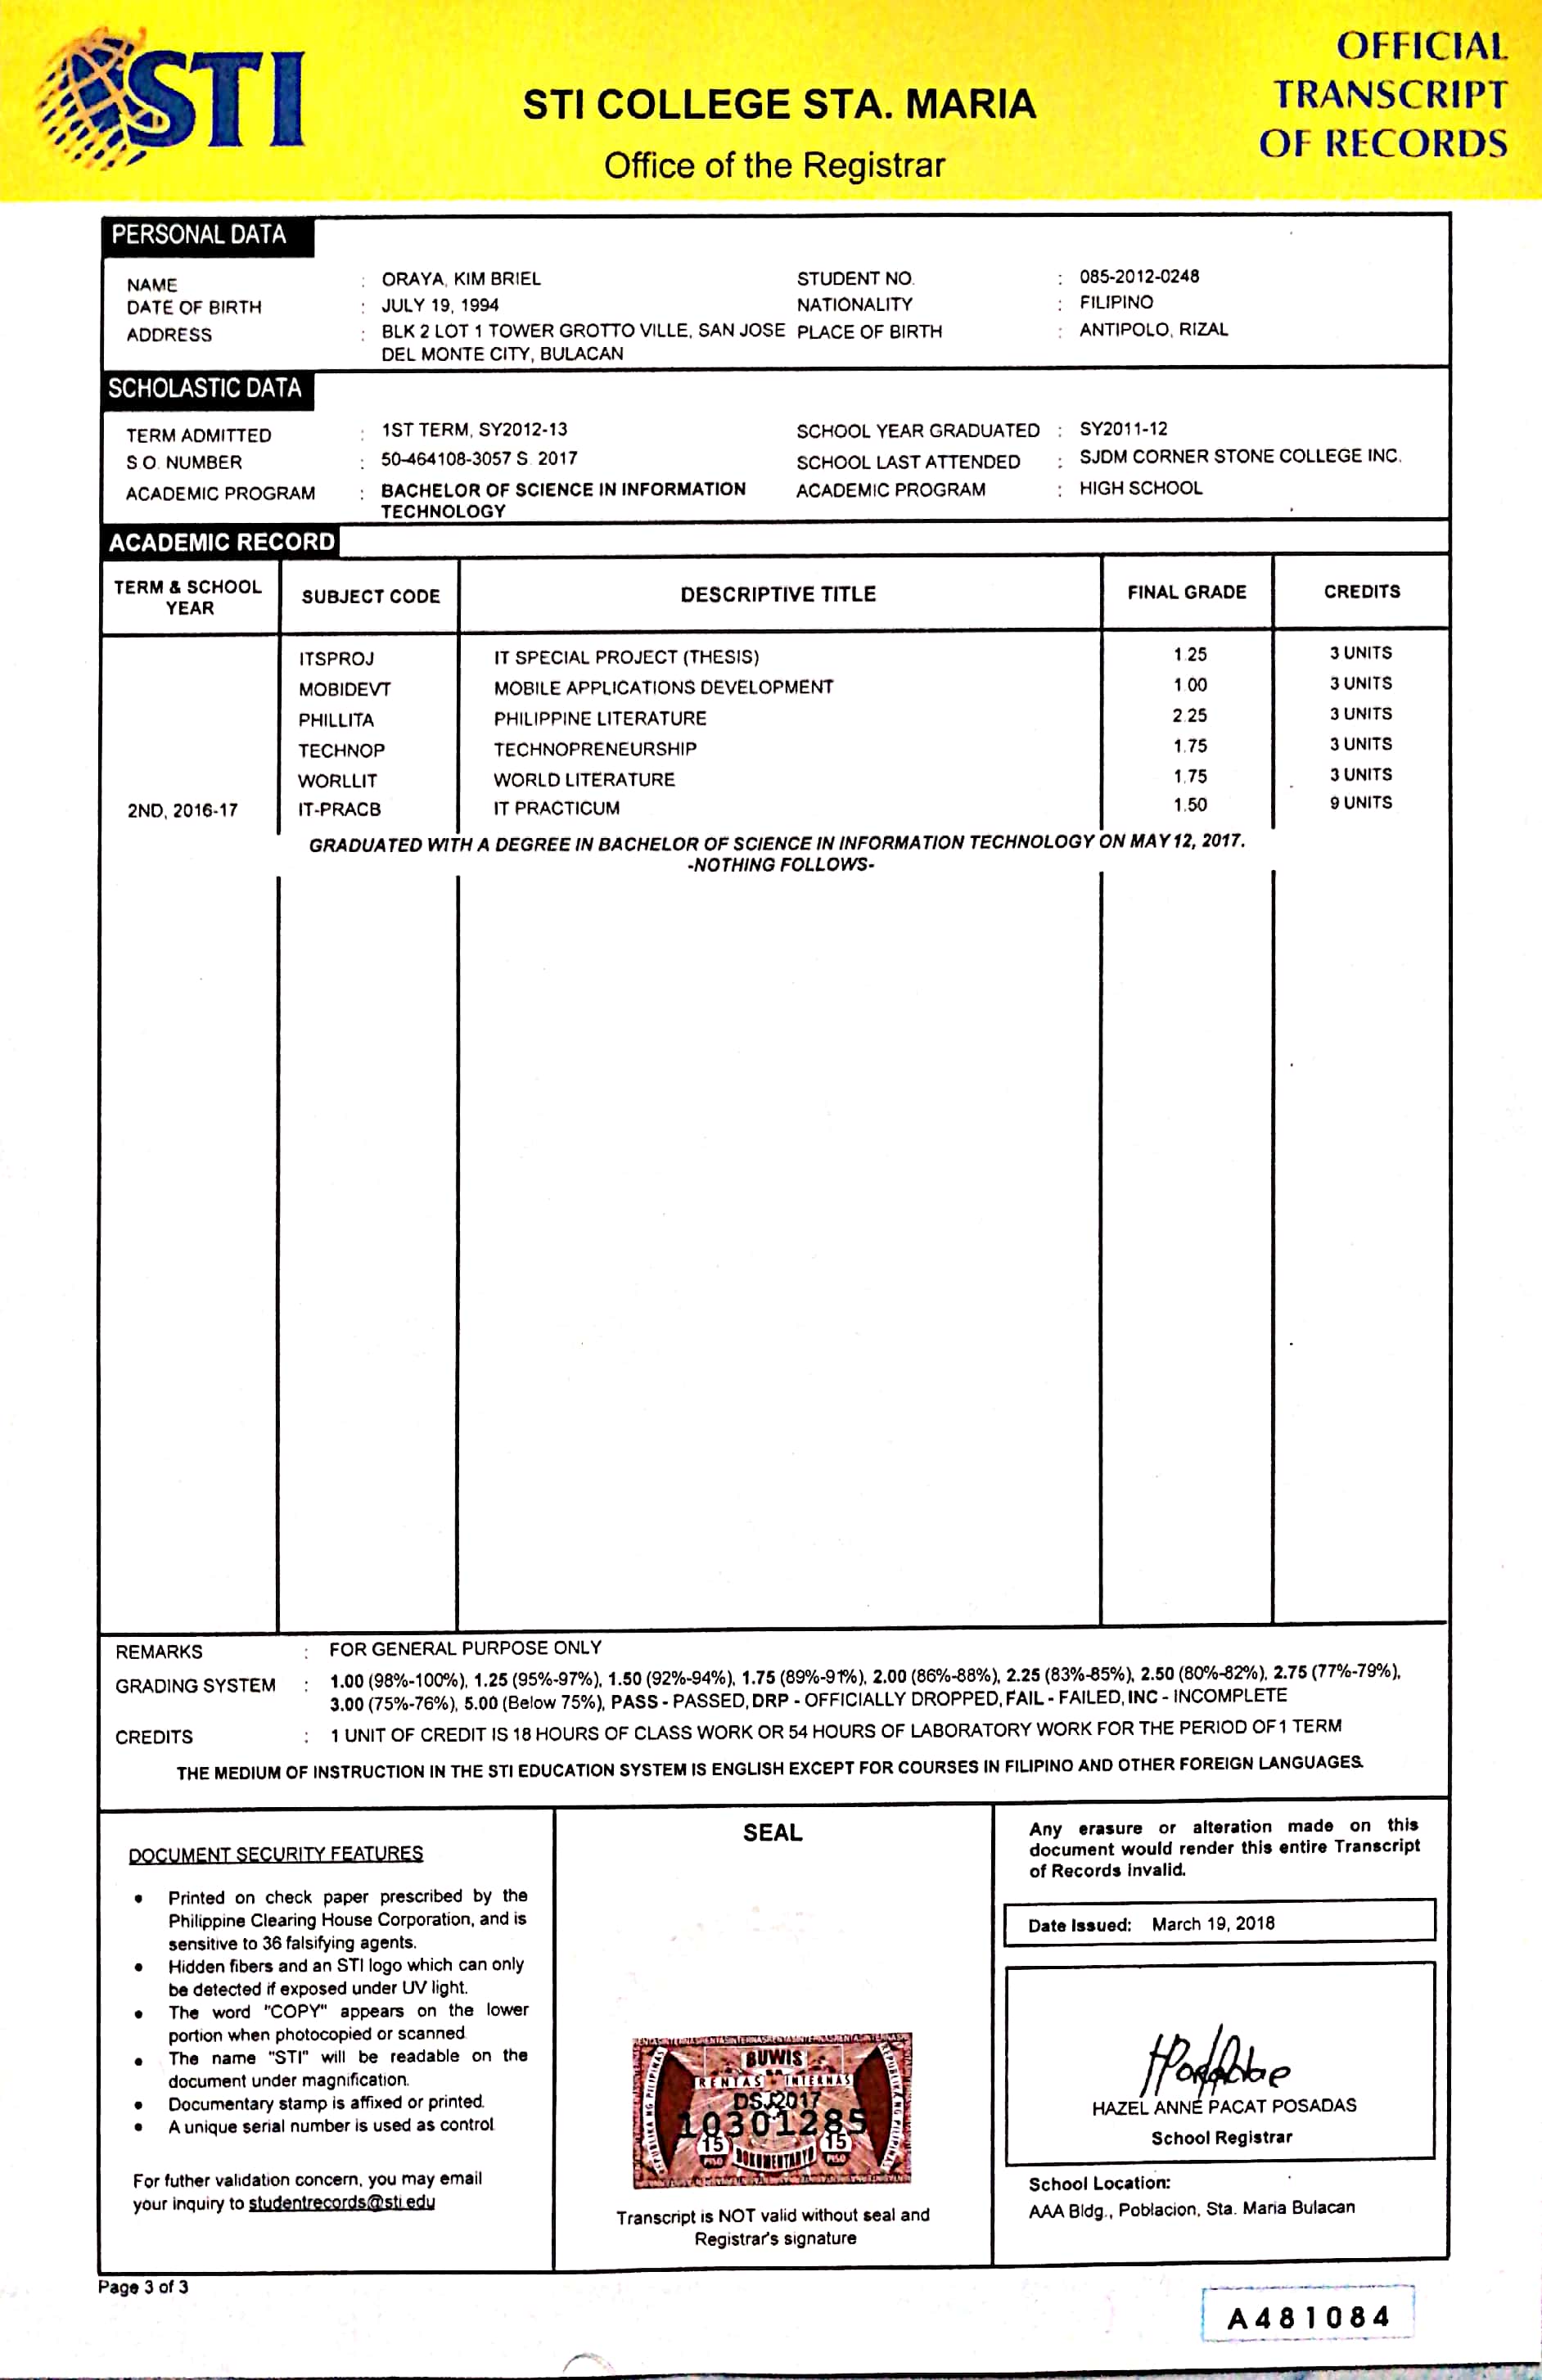 STI
STI COLLEGE STA. MARIA
Office of the Registrar
OFFICIAL
TRANSCRIPT
OF RECORDS
PERSONAL DATA
NAME : ORAYA, KIM BRIEL STUDENT NO. : 085-2012-0248
DATE OF BIRTH : JULY 19, 1994 NATIONALITY : FILIPINO
ADDRESS : BLK 2 LOT 1 TOWER GROTTO VILLE, SAN JOSE PLACE OF BIRTH : ANTIPOLO, RIZAL
DEL MONTE CITY, BULACAN
SCHOLASTIC DATA
TERM ADMITTED : 1ST TERM, SY2012-13 SCHOOL YEAR GRADUATED : SY2011-12
S.O. NUMBER : 50-464108-3057 S. 2017 SCHOOL LAST ATTENDED : SJDM CORNER STONE COLLEGE INC.
ACADEMIC PROGRAM : BACHELOR OF SCIENCE IN INFORMATION ACADEMIC PROGRAM : HIGH SCHOOL
TECHNOLOGY
ACADEMIC RECORD
TERM & SCHOOL YEAR SUBJECT CODE DESCRIPTIVE TITLE FINAL GRADE CREDITS
ITSPROJ IT SPECIAL PROJECT (THESIS) 1.25 3 UNITS
MOBIDEVT MOBILE APPLICATIONS DEVELOPMENT 1.00 3 UNITS
PHILLITA PHILIPPINE LITERATURE 2.25 3 UNITS
TECHNOP TECHNOPRENEURSHIP 1.75 3 UNITS
WORLLIT WORLD LITERATURE 1.75 3 UNITS
2ND, 2016-17 IT-PRACB IT PRACTICUM 1.50 9 UNITS
GRADUATED WITH A DEGREE IN BACHELOR OF SCIENCE IN INFORMATION TECHNOLOGY ON MAY 12, 2017.
-NOTHING FOLLOWS-
REMARKS : FOR GENERAL PURPOSE ONLY
GRADING SYSTEM : 1.00 (98%-100%), 1.25 (95%-97%), 1.50 (92%-94%), 1.75 (89%-91%), 2.00 (86%-88%), 2.25 (83%-85%), 2.50 (80%-82%), 2.75 (77%-79%),
3.00 (75%-76%), 5.00 (Below 75%), PASS - PASSED, DRP - OFFICIALLY DROPPED, FAIL - FAILED, INC - INCOMPLETE
CREDITS : 1 UNIT OF CREDIT IS 18 HOURS OF CLASS WORK OR 54 HOURS OF LABORATORY WORK FOR THE PERIOD OF 1 TERM
THE MEDIUM OF INSTRUCTION IN THE STI EDUCATION SYSTEM IS ENGLISH EXCEPT FOR COURSES IN FILIPINO AND OTHER FOREIGN LANGUAGES.
DOCUMENT SECURITY FEATURES
• Printed on check paper prescribed by the
Philippine Clearing House Corporation, and is
sensitive to 36 falsifying agents.
• Hidden fibers and an STI logo which can only
be detected if exposed under UV light.
• The word "COPY" appears on the lower
portion when photocopied or scanned.
• The name "STI" will be readable on the
document under magnification.
• Documentary stamp is affixed or printed.
• A unique serial number is used as control
For futher validation concern, you may email
your inquiry to studentrecords@sti.edu
SEAL
REPUBLIKA NG PILIPINAS
BUWIS
SA
RENTAS INTERNAS
DSJ2017
10301285
15 15
PISO PISO
DOKUMENTARYO
REPUBLIKA NG PILIPINAS
Transcript is NOT valid without seal and
Registrar's signature
Any erasure or alteration made on this
document would render this entire Transcript
of Records invalid.
Date Issued: March 19, 2018
HAZEL ANNE PACAT POSADAS
School Registrar
School Location:
AAA Bldg., Poblacion, Sta. Maria Bulacan
Page 3 of 3
A481084